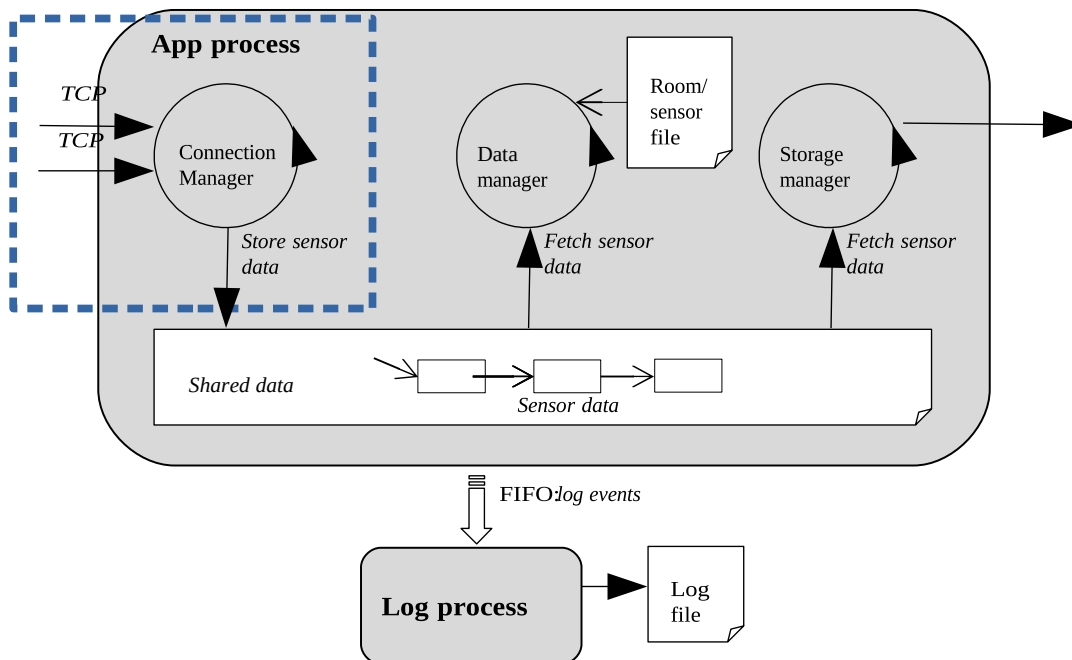 App process
TCP
TCP
Connection
Manager
Data
manager
Room/
sensor
file
Storage
manager
Store sensor
data
Fetch sensor
data
Fetch sensor
data
Shared data
Sensor data
FIFO:log events
Log process
Log
file